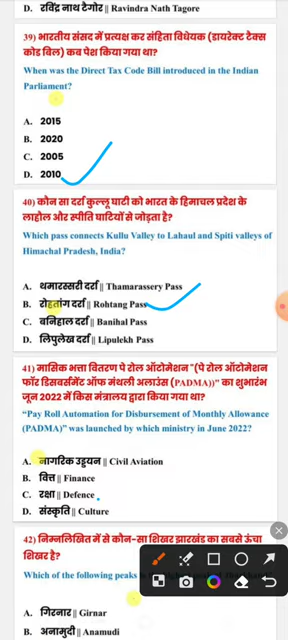 D. रविंद्र नाथ टैगोर || Ravindra Nath Tagore
39) भारतीय संसद में प्रत्यक्ष कर संहिता विधेयक (डायरेक्ट टैक्स
कोड बिल) कब पेश किया गया था?
When was the Direct Tax Code Bill introduced in the Indian
Parliament?
A. 2015
B. 2020
C. 2005
D. 2010
40) कौन सा दर्रा कुल्लू घाटी को भारत के हिमाचल प्रदेश के
लाहौल और स्पीति घाटियों से जोड़ता है?
Which pass connects Kullu Valley to Lahaul and Spiti valleys of
Himachal Pradesh, India?
A. थमारस्सरी दर्रा || Thamarassery Pass
B. रोहतांग दर्रा || Rohtang Pass
C. बनिहाल दर्रा || Banihal Pass
D. लिपुलेख दर्रा || Lipulekh Pass
41) मासिक भत्ता वितरण पे रोल ऑटोमेशन" (पे रोल ऑटोमेशन
फॉर डिसबर्समेंट ऑफ मंथली अलाउंस (PADMA))" का शुभारंभ
जून 2022 में किस मंत्रालय द्वारा किया गया था?
"Pay Roll Automation for Disbursement of Monthly Allowance
(PADMA)" was launched by which ministry in June 2022?
A. नागरिक उड्डयन || Civil Aviation
B. वित्त || Finance
C. रक्षा || Defence
D. संस्कृति || Culture
42) निम्नलिखित में से कौन-सा शिखर झारखंड का सबसे ऊंचा
शिखर है?
Which of the following peaks
A. गिरनार || Girnar
B. अनामुदी || Anamudi